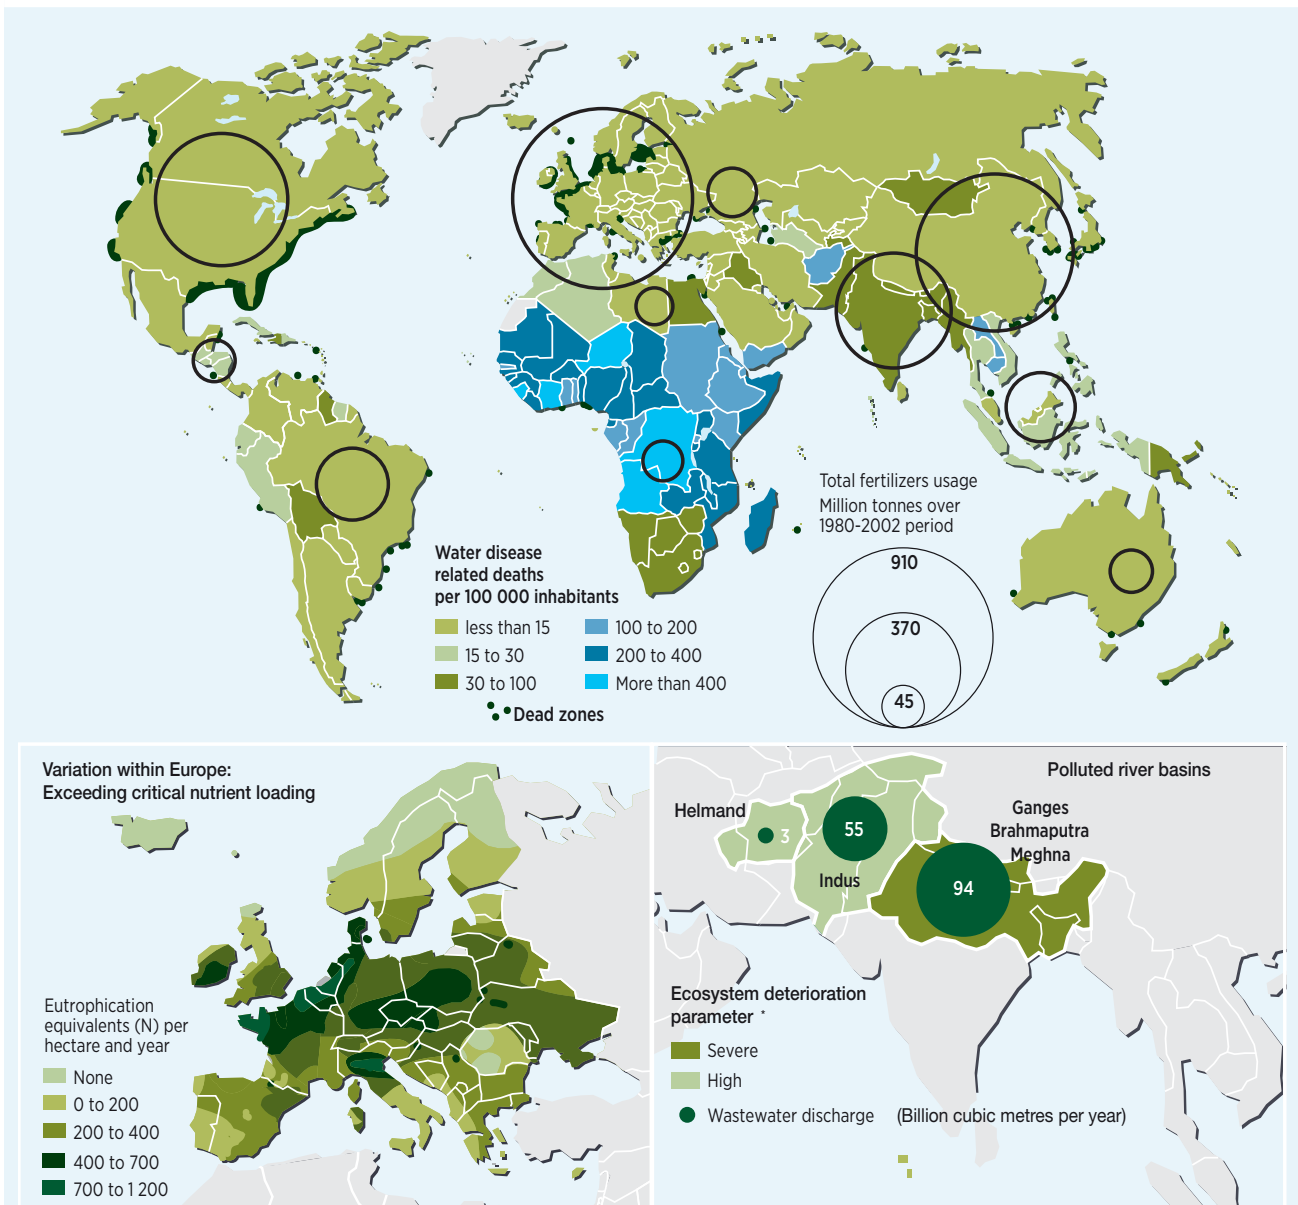 Total fertilizers usage
Million tonnes over
1980-2002 period
910
370
45
Water disease
related deaths
per 100 000 inhabitants
less than 15
15 to 30
30 to 100
100 to 200
200 to 400
More than 400
Dead zones
Variation within Europe:
Exceeding critical nutrient loading
Eutrophication
equivalents (N) per
hectare and year
None
0 to 200
200 to 400
400 to 700
700 to 1 200
Polluted river basins
Helmand
3
55
Indus
Ganges
Brahmaputra
Meghna
94
Ecosystem deterioration
parameter *
Severe
High
Wastewater discharge (Billion cubic metres per year)